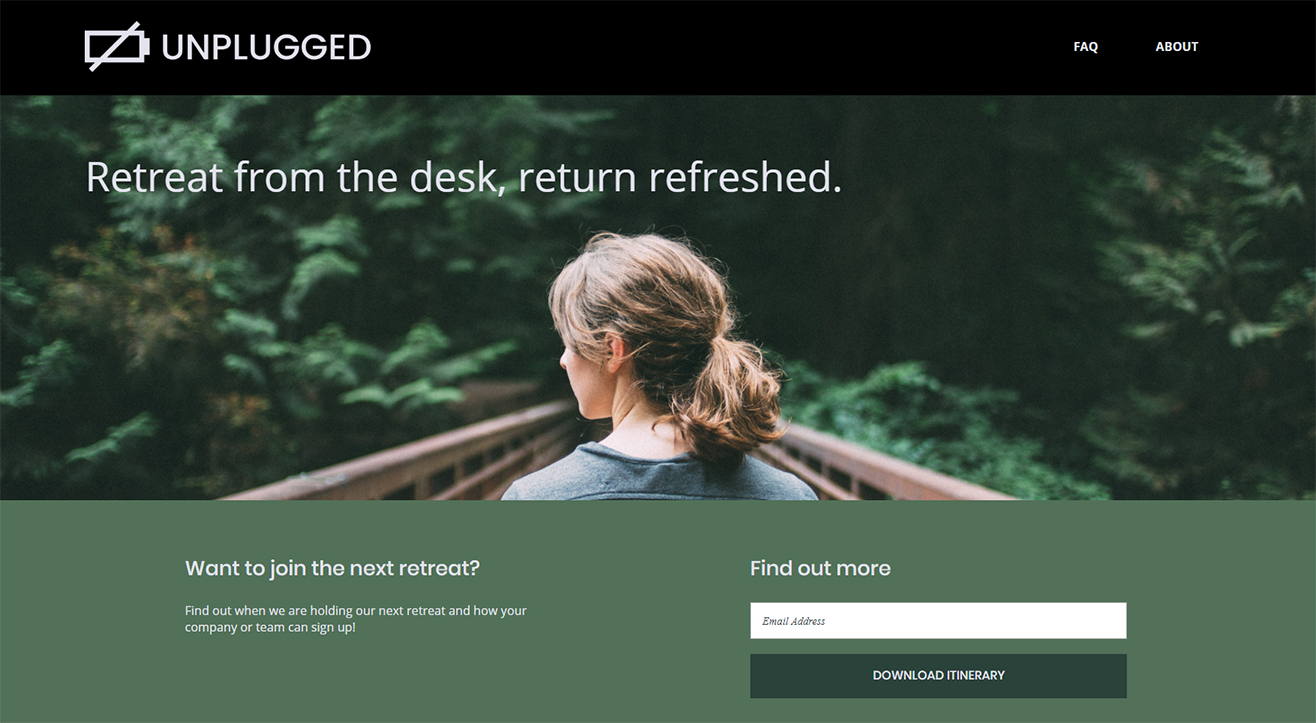 UNPLUGGED
FAQ
ABOUT
Retreat from the desk, return refreshed.
Want to join the next retreat?
Find out when we are holding our next retreat and how your
company or team can sign up!
Find out more
Email Address
DOWNLOAD ITINERARY